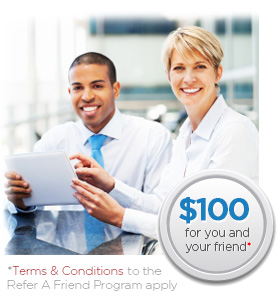 $100
for you and
your friend*
*Terms & Conditions to the
Refer A Friend Program apply